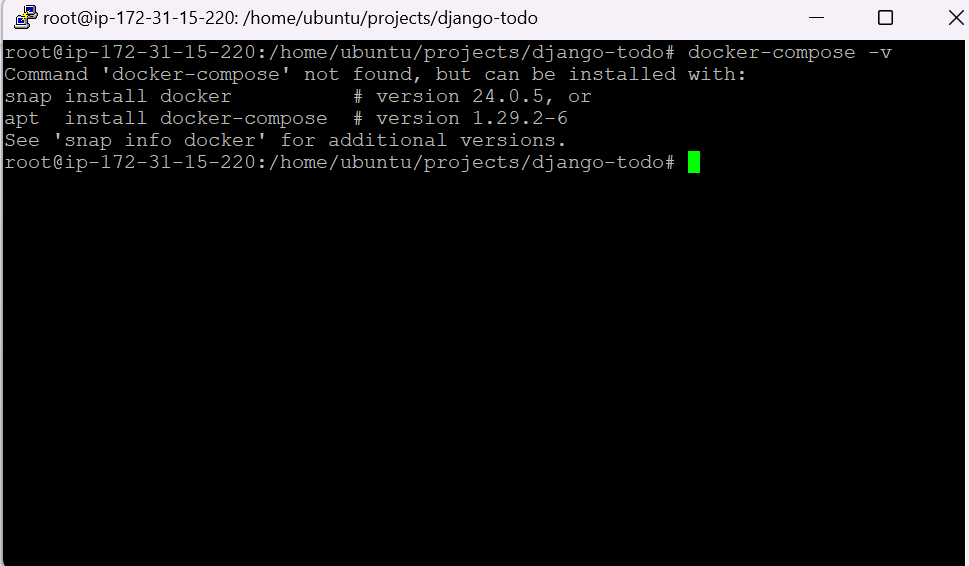 root@ip-172-31-15-220: /home/ubuntu/projects/django-todo
root@ip-172-31-15-220:/home/ubuntu/projects/django-todo# docker-compose -v
Command 'docker-compose' not found, but can be installed with:
snap install docker          # version 24.0.5, or
apt  install docker-compose  # version 1.29.2-6
See 'snap info docker' for additional versions.
root@ip-172-31-15-220:/home/ubuntu/projects/django-todo#